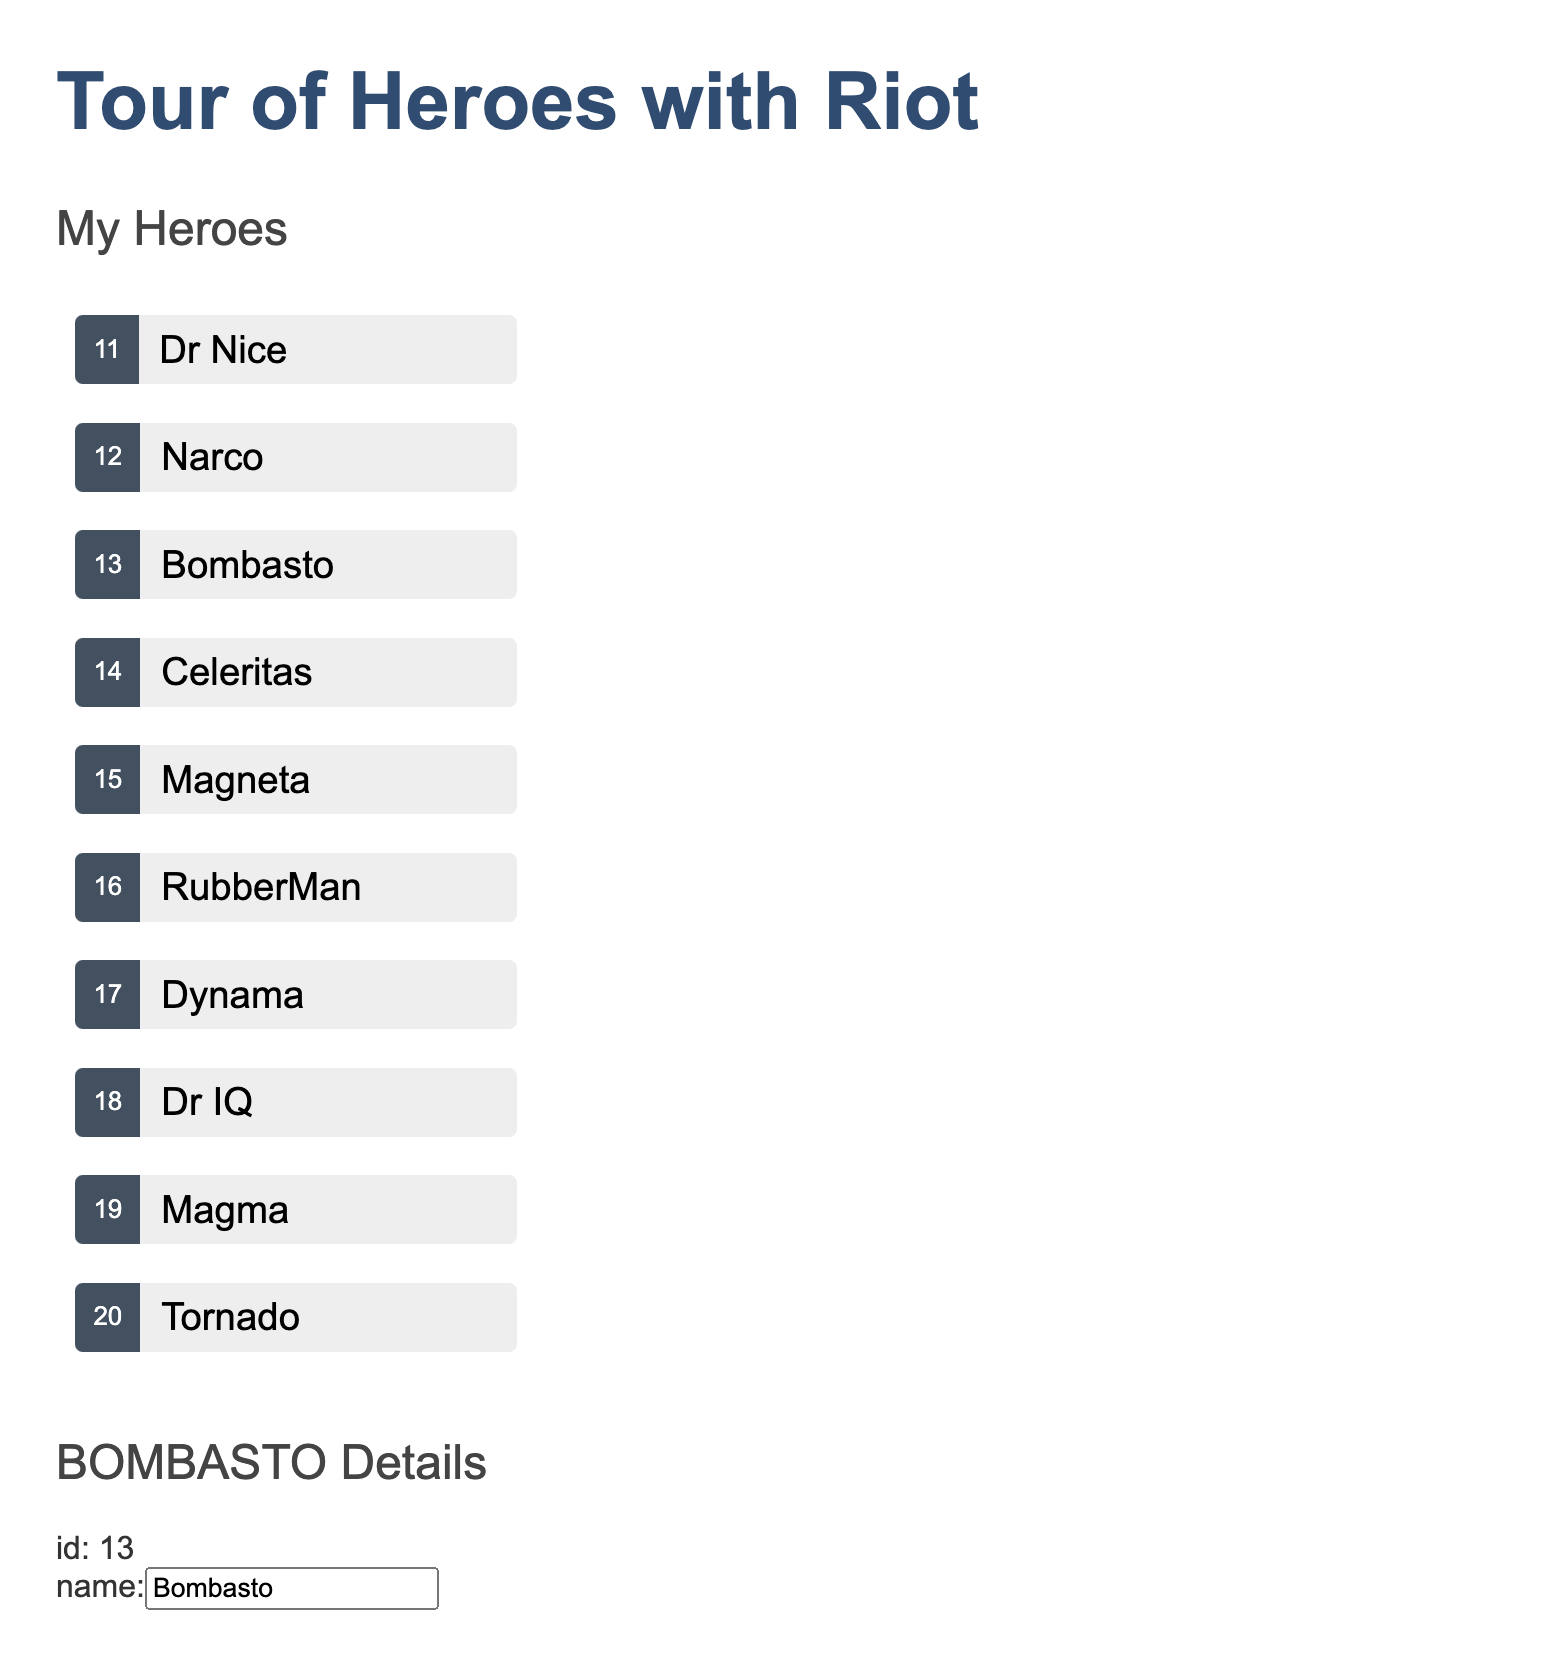 Tour of Heroes with Riot
My Heroes
11 Dr Nice
12 Narco
13 Bombasto
14 Celeritas
15 Magneta
16 RubberMan
17 Dynama
18 Dr IQ
19 Magma
20 Tornado
BOMBASTO Details
id: 13
name: Bombasto